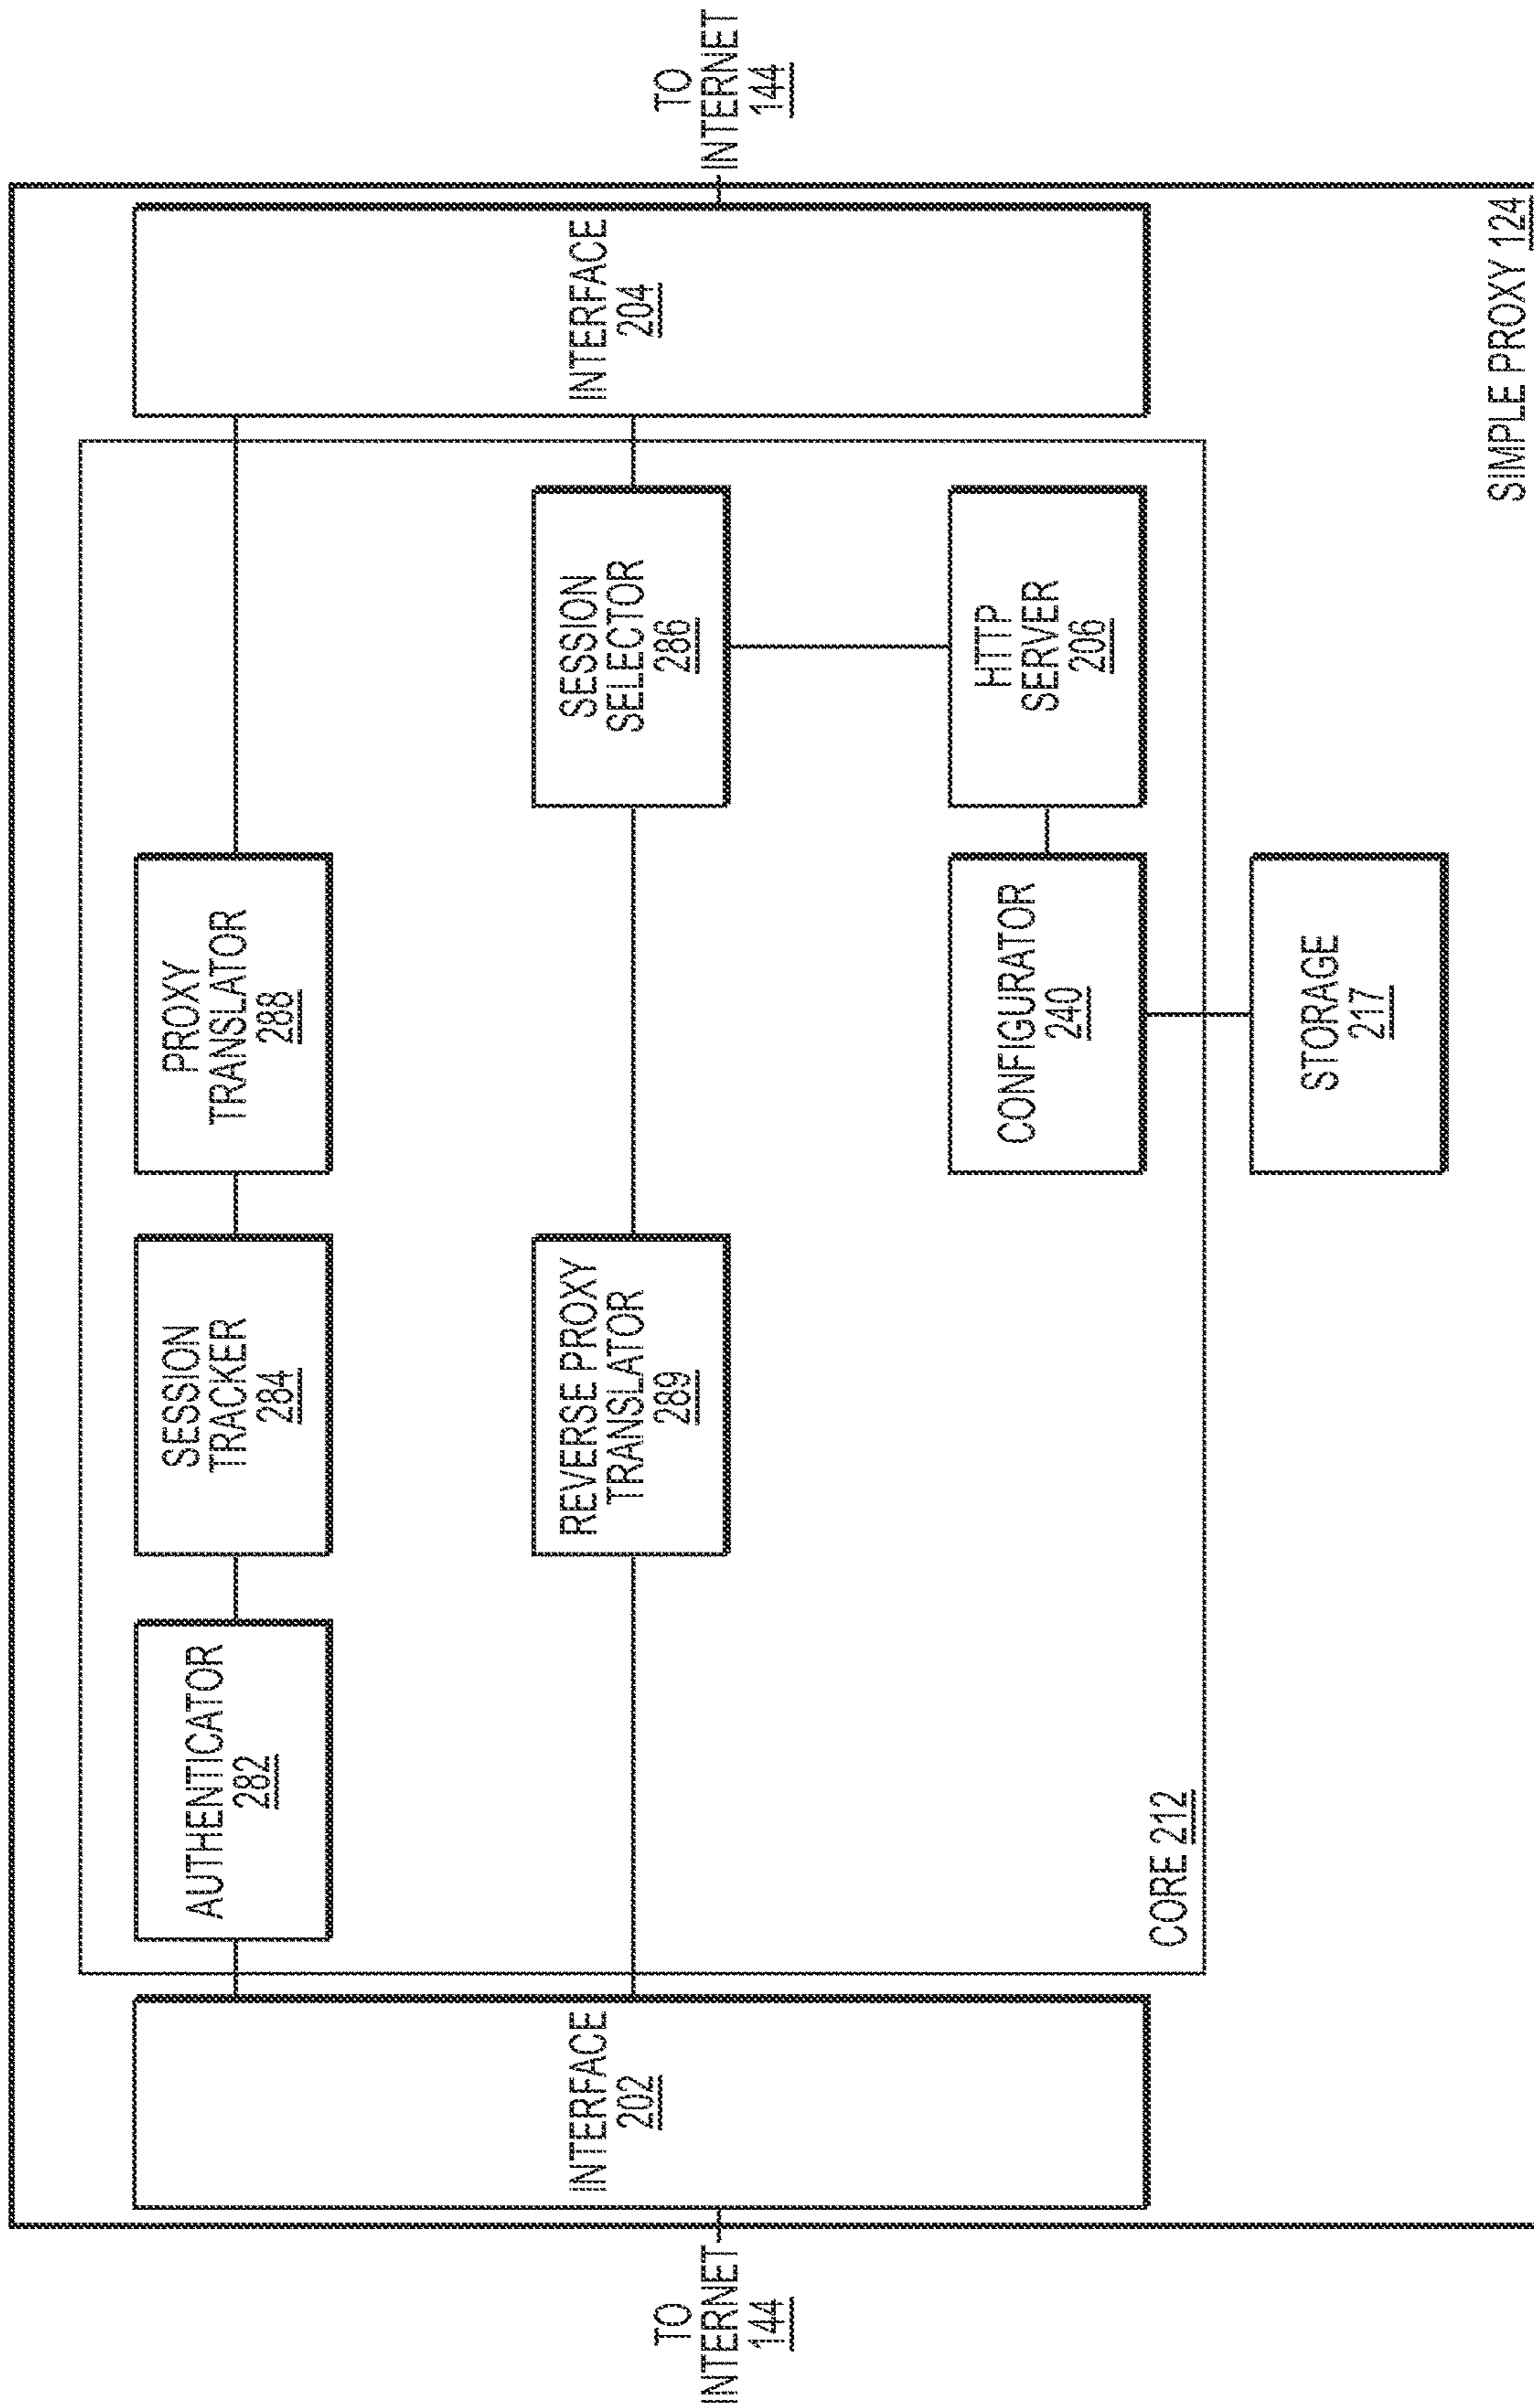 TO
INTERNET
144
INTERFACE
202
AUTHENTICATOR
282
SESSION
TRACKER
284
PROXY
TRANSLATOR
288
REVERSE PROXY
TRANSLATOR
289
SESSION
SELECTOR
286
CONFIGURATOR
240
HTTP
SERVER
206
CORE 212
STORAGE
217
INTERFACE
204
TO
INTERNET
144
SIMPLE PROXY 124